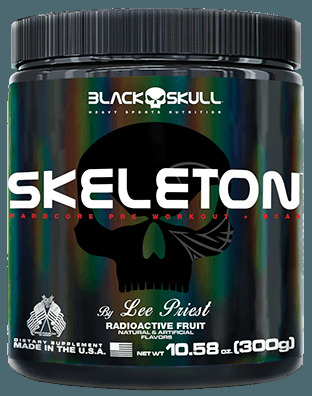 BLACK SKULL
HEAVY SPORTS NUTRITION
SKELETON
HARDCORE PRE WORKOUT + BCAA
By Lee Priest
RADIOACTIVE FRUIT
NATURAL & ARTIFICIAL
FLAVORS
DIETARY SUPPLEMENT
MADE IN THE U.S.A.
NET WT 10.58 oz. (300g)